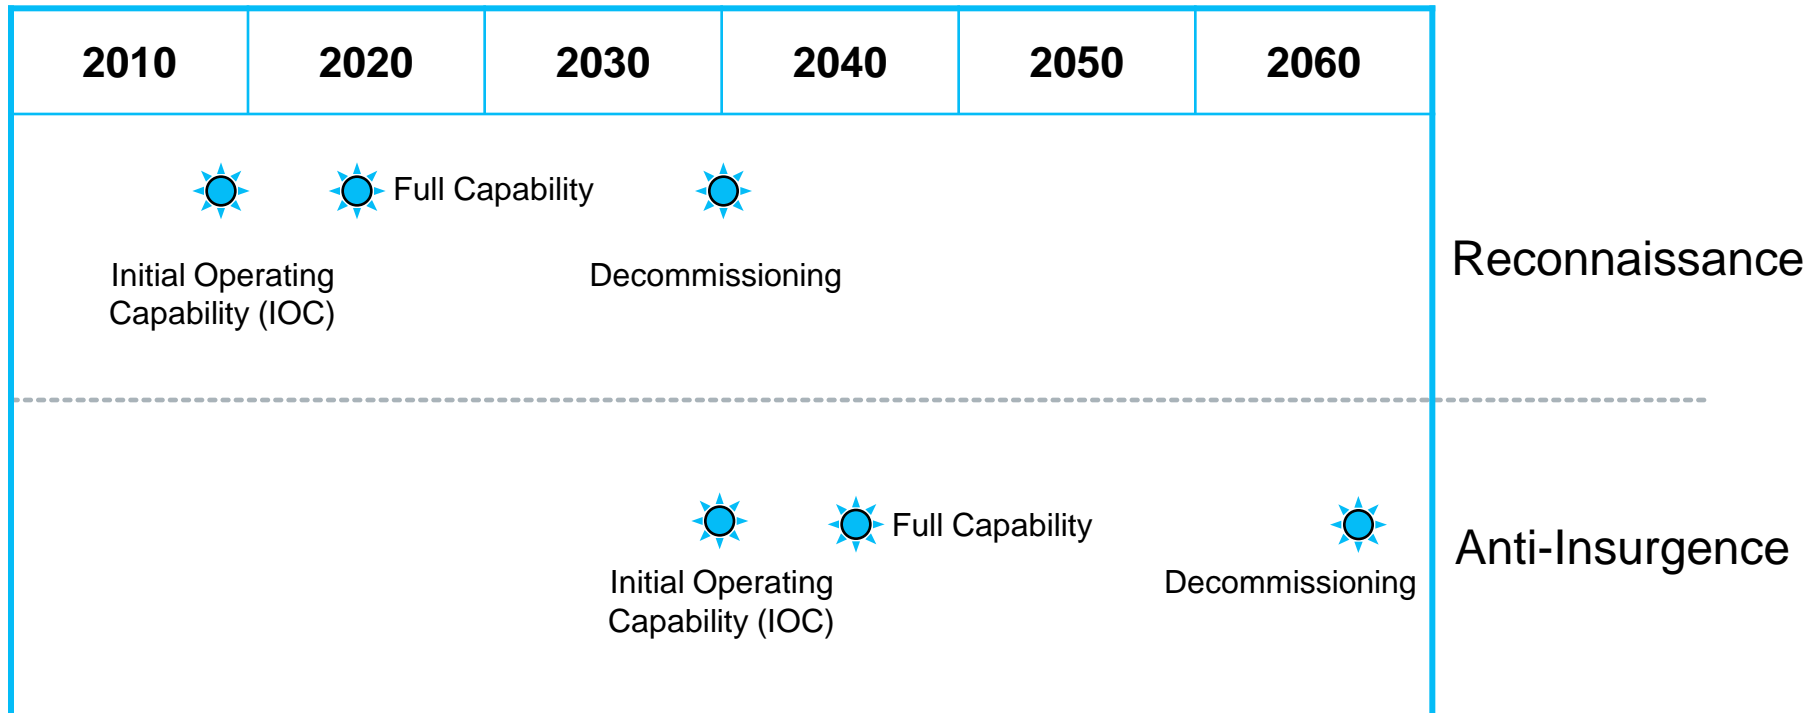 2010 2020 2030 2040 2050 2060
Full Capability
Initial Operating
Capability (IOC)
Decommissioning
Reconnaissance
Full Capability
Initial Operating
Capability (IOC)
Decommissioning
Anti-Insurgence